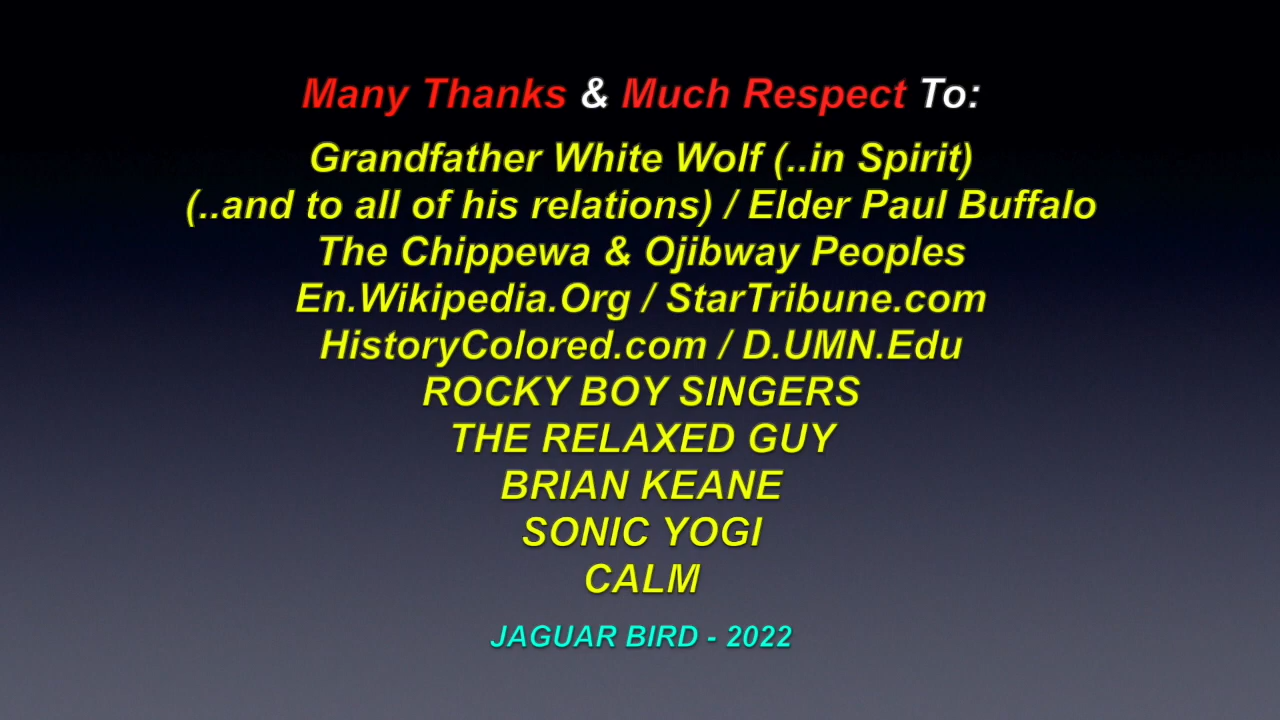 Many Thanks & Much Respect To:
Grandfather White Wolf (..in Spirit)
(..and to all of his relations) / Elder Paul Buffalo
The Chippewa & Ojibway Peoples
En.Wikipedia.Org / StarTribune.com
HistoryColored.com / D.UMN.Edu
ROCKY BOY SINGERS
THE RELAXED GUY
BRIAN KEANE
SONIC YOGI
CALM
JAGUAR BIRD - 2022